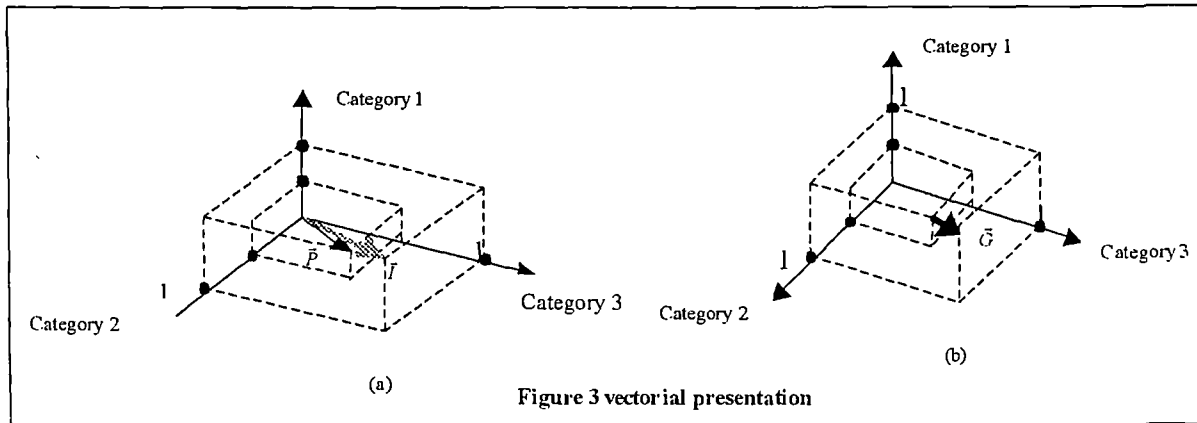 Category 1
1
Category 2
P⃗
I⃗
1
Category 3
(a)
Category 1
1
1
Category 2
G⃗
1
Category 3
(b)
Figure 3 vectorial presentation